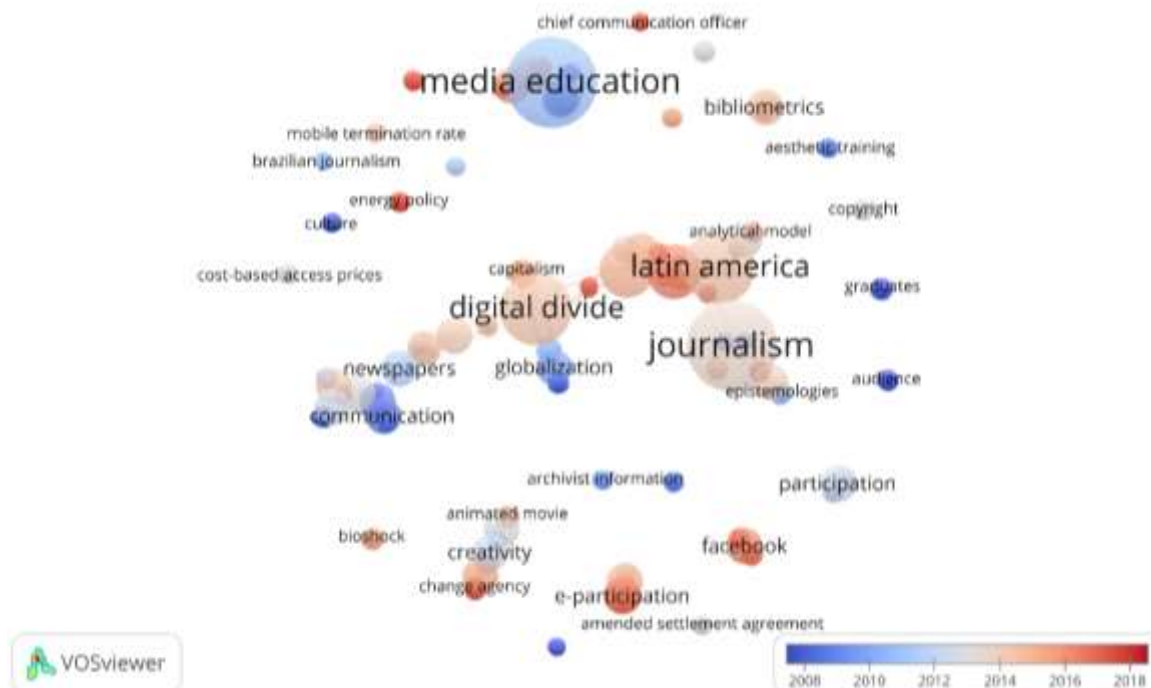 chief communication officer
media education
bibliometrics
mobile termination rate
aesthetic training
brazilian journalism
energy policy
copyright
culture
analytical model
latin america
capitalism
cost-based access prices
graduates
digital divide
journalism
newspapers
globalization
audience
epistemologies
communication
archivist information
participation
animated movie
bioshock
facebook
creativity
change agency
e-participation
amended settlement agreement
VOSviewer
2008 2010 2012 2014 2016 2018